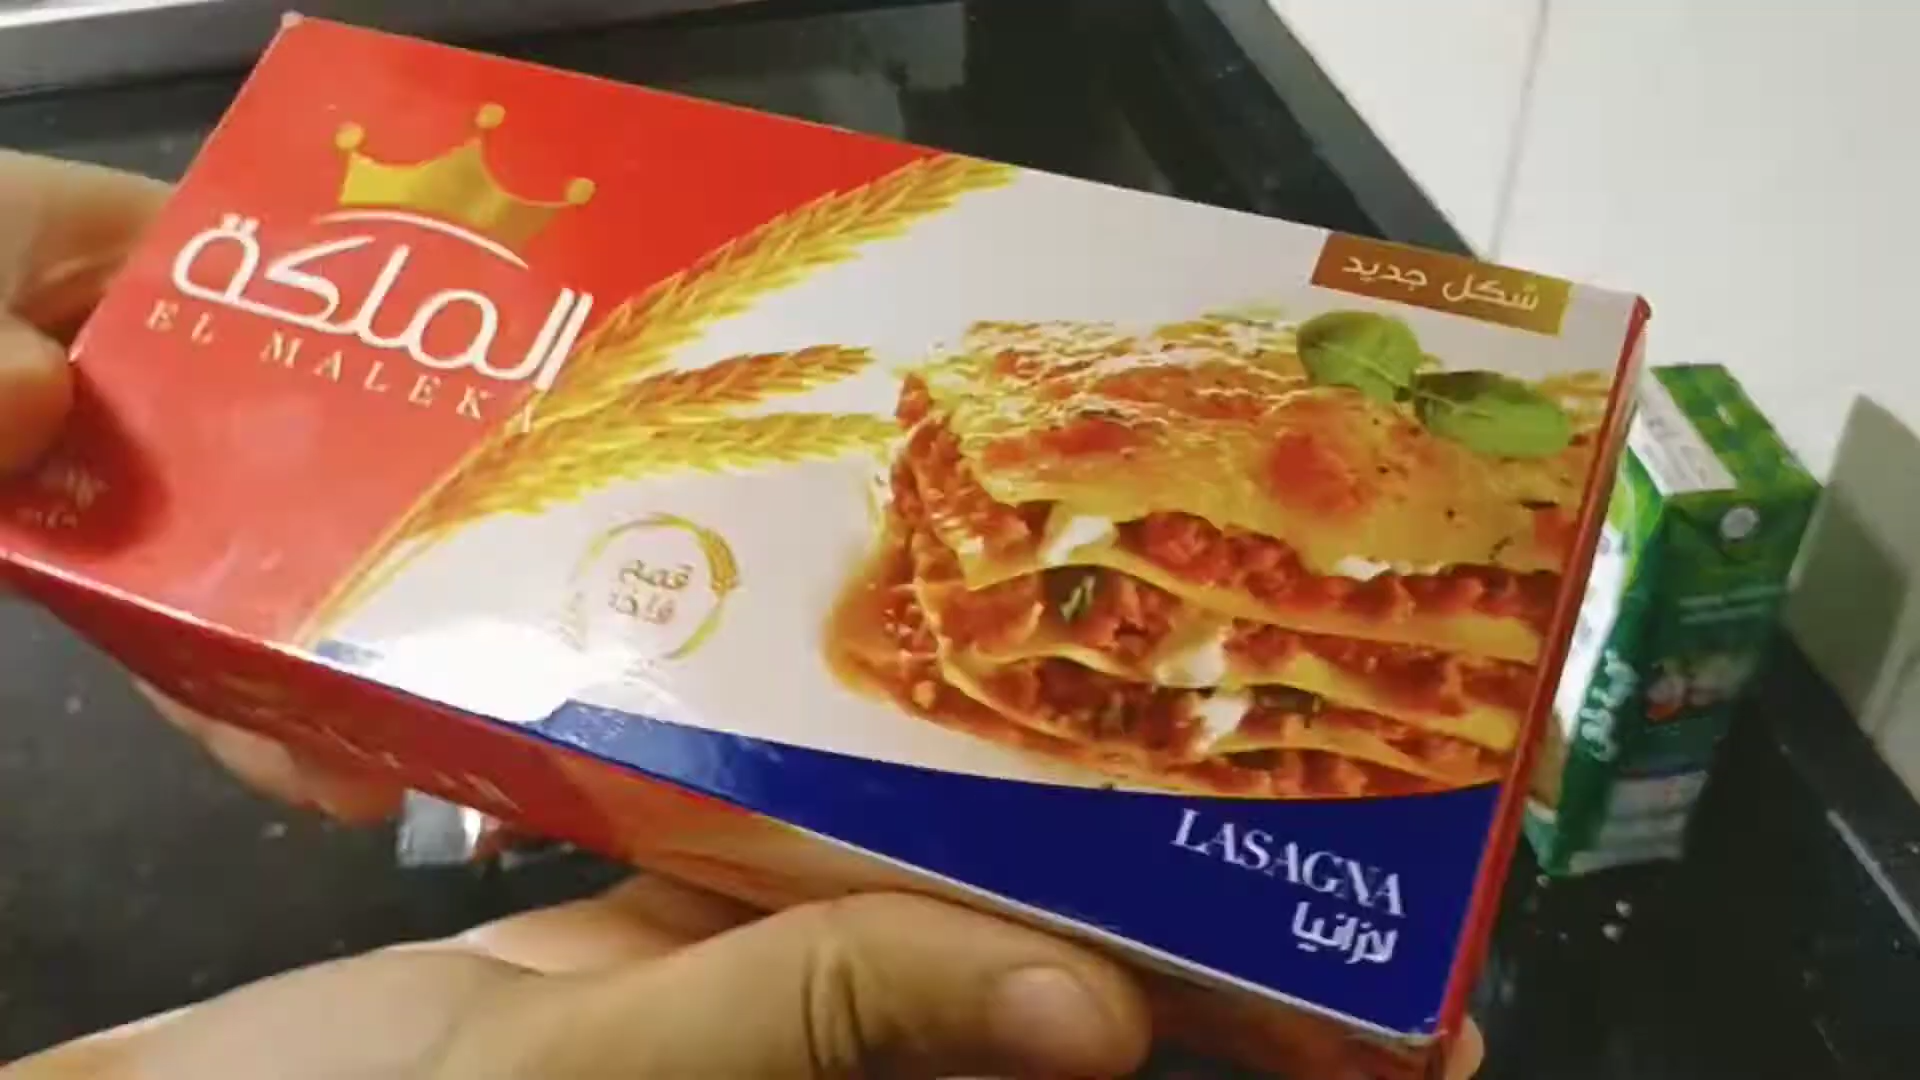 الملكة
EL MALEKA
شكل جديد
قمح
فاخر
LASAGNA
لازانيا